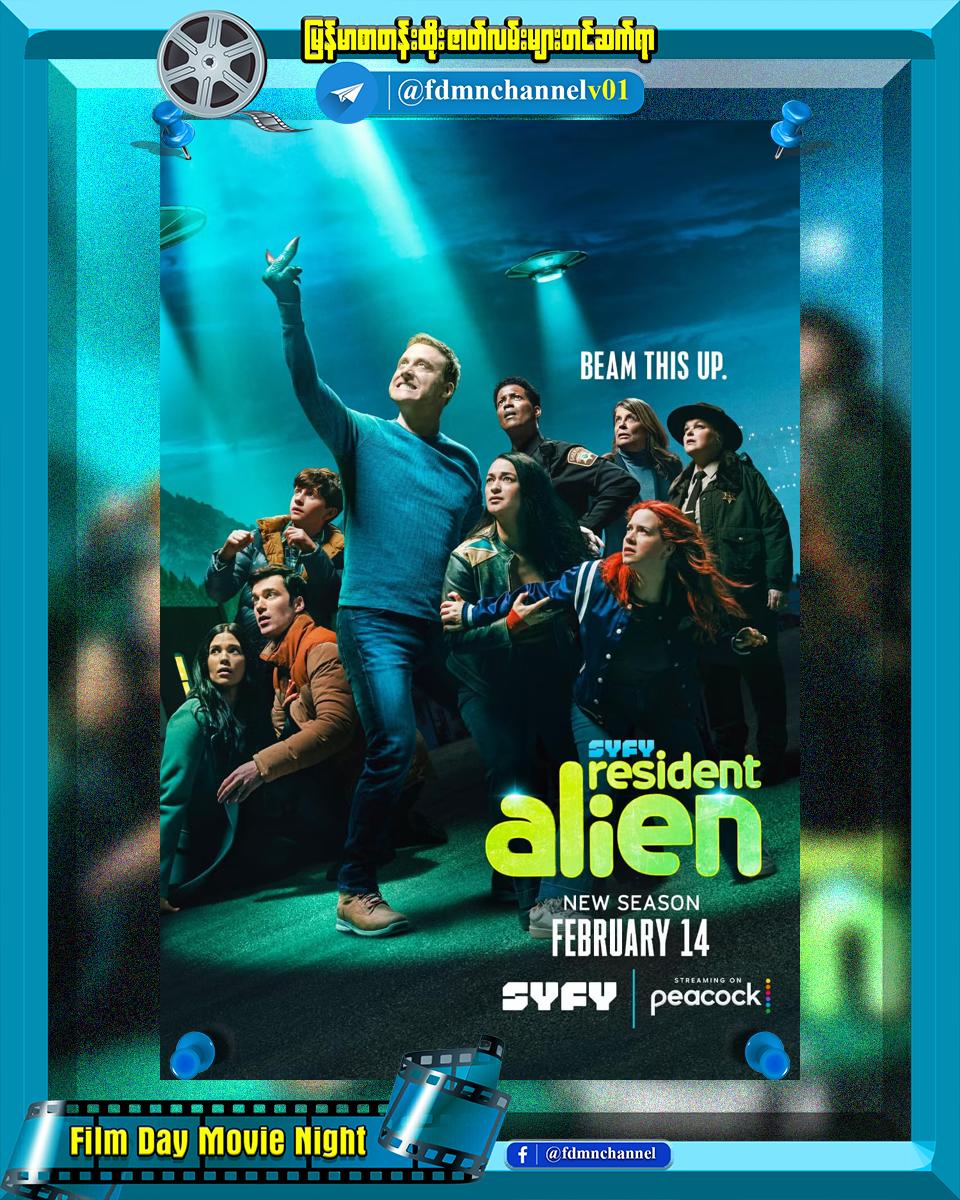 မြန်မာစာတန်းထိုးဇာတ်လမ်းများတင်ဆက်ရာ
@fdmnchannelv01
BEAM THIS UP.
SYFY
resident
alien
NEW SEASON
FEBRUARY 14
SYFY
STREAMING ON
peacock
Film Day Movie Night
@fdmnchannel